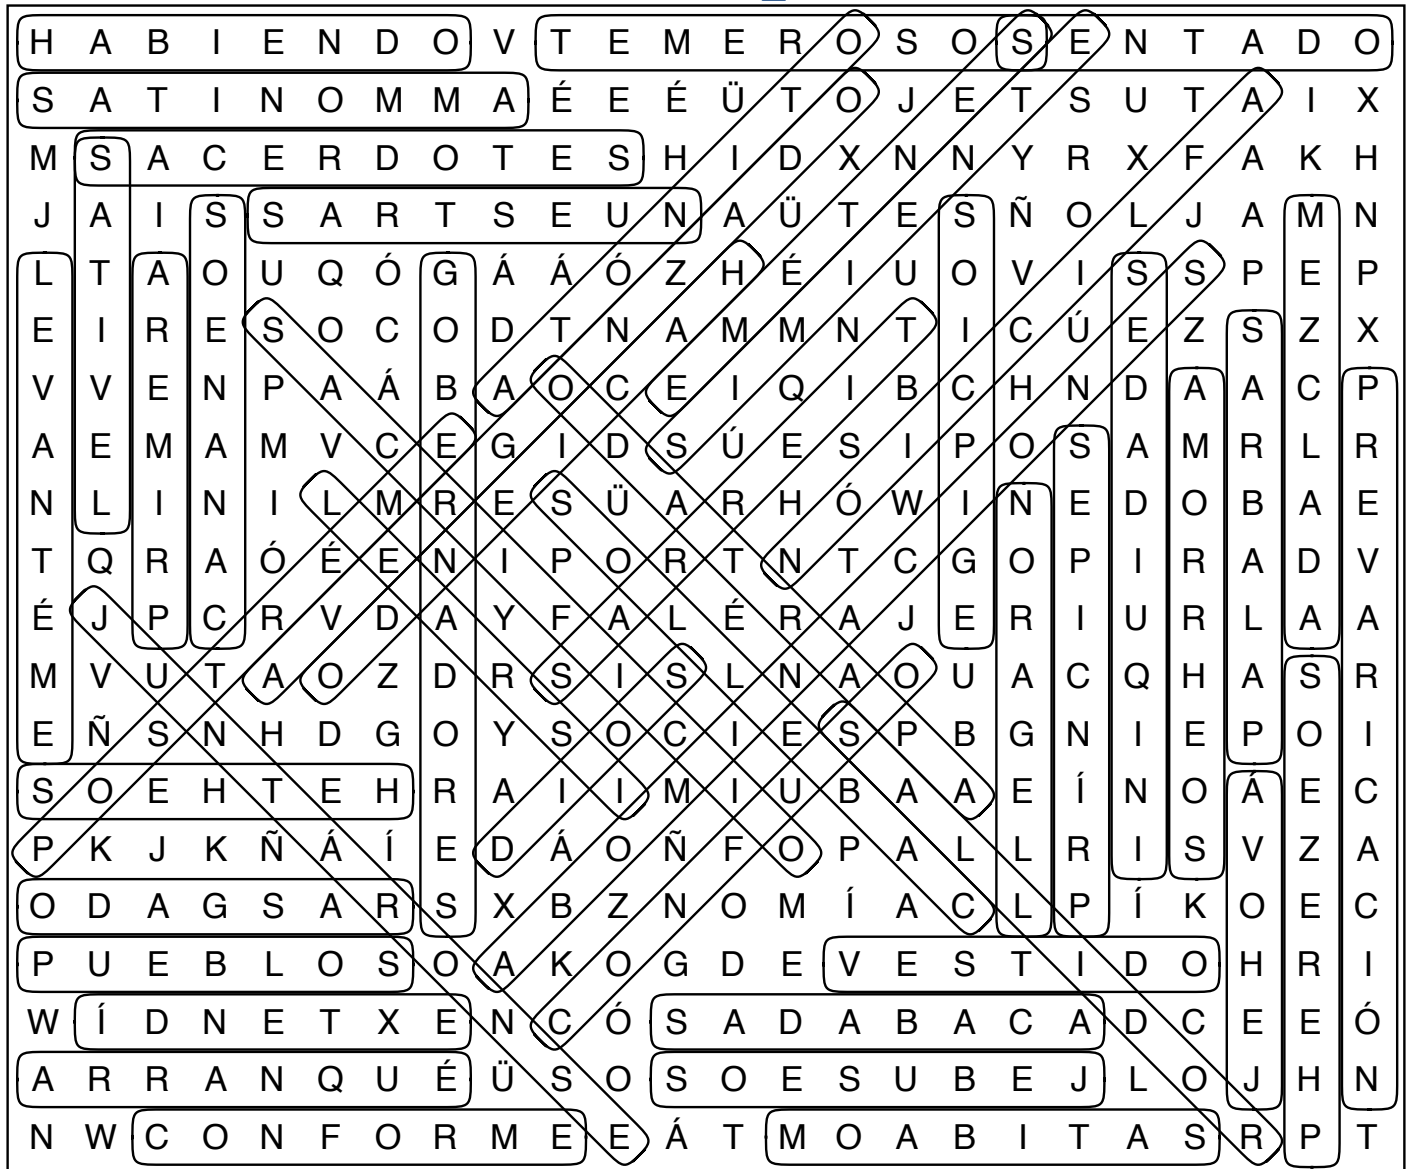 H A B I E N D O V T E M E R O S O S E N T A D O
S A T I N O M M A É E É Ü T O J E T S U T A I X
M S A C E R D O T E S H I D X N N Y R X F A K H
J A I S S A R T S E U N A Ü T E S Ñ O L J A M N
L T A O U Q Ó G Á Á Ó Z H É I U O V I S S P E P
E I R E S O C O D T N A M M N T I C Ú E Z S Z X
V V E N P A Á B A O C E I Q I B C H N D A A C P
A E M A M V C E G I D S Ú E S I P O S A M R L R
N L I N I L M R E S Ü A R H Ó W I N E D O B A E
T Q R A Ó É E N I P O R T N T C G O P I R A D V
É J P C R V D A Y F A L É R A J E R I U R L A A
M V U T A O Z D R S I S L N A O U A C Q H A S R
E Ñ S N H D G O Y S O C I E S P B G N I E P O I
S O E H T E H R A I I M I U B A A E Í N O Á E C
P K J K Ñ Á Í E D Á O Ñ F O P A L L R I S V Z A
O D A G S A R S X B Z N O M Í A C L P Í K O E C
P U E B L O S O A K O G D E V E S T I D O H R I
W Í D N E T X E N C Ó S A D A B A C A D C E E Ó
A R R A N Q U É Ü S O S O E S U B E J L O J H N
N W C O N F O R M E E Á T M O A B I T A S R P T